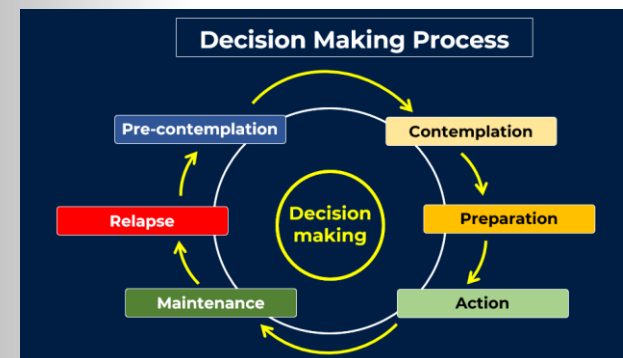 Decision Making Process
Pre-contemplation
Contemplation
Relapse
Decision
making
Preparation
Maintenance
Action